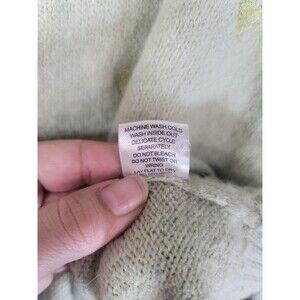 MACHINE WASH COLD
WASH INSIDE OUT
DELICATE CYCLE
SEPARATELY
DO NOT BLEACH
DO NOT TWIST OR
WRING
LAY FLAT TO DRY